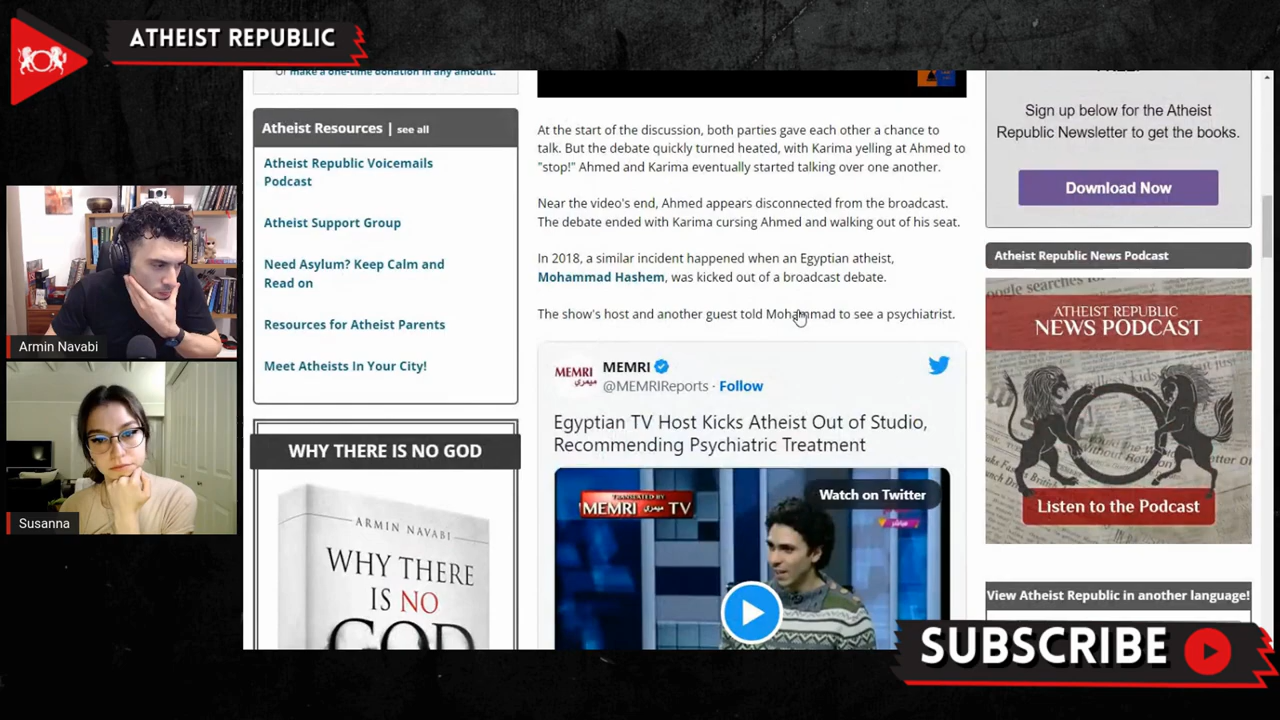 ATHEIST REPUBLIC
Or make a one-time donation in any amount.
Atheist Resources | see all
Atheist Republic Voicemails
Podcast
Atheist Support Group
Need Asylum? Keep Calm and
Read on
Resources for Atheist Parents
Meet Atheists In Your City!
WHY THERE IS NO GOD
ARMIN NAVABI
WHY THERE
IS NO
GOD
At the start of the discussion, both parties gave each other a chance to
talk. But the debate quickly turned heated, with Karima yelling at Ahmed to
"stop!" Ahmed and Karima eventually started talking over one another.
Near the video's end, Ahmed appears disconnected from the broadcast.
The debate ended with Karima cursing Ahmed and walking out of his seat.
In 2018, a similar incident happened when an Egyptian atheist,
Mohammad Hashem, was kicked out of a broadcast debate.
The show's host and another guest told Mohammad to see a psychiatrist.
MEMRI
ميمري
MEMRI
@MEMRIReports · Follow
Egyptian TV Host Kicks Atheist Out of Studio,
Recommending Psychiatric Treatment
Watch on Twitter
TRANSLATED BY
MEMRI ميمري TV
مباشر
Sign up below for the Atheist
Republic Newsletter to get the books.
Download Now
Atheist Republic News Podcast
ATHEIST REPUBLIC
NEWS PODCAST
Listen to the Podcast
View Atheist Republic in another language!
Armin Navabi
Susanna
SUBSCRIBE